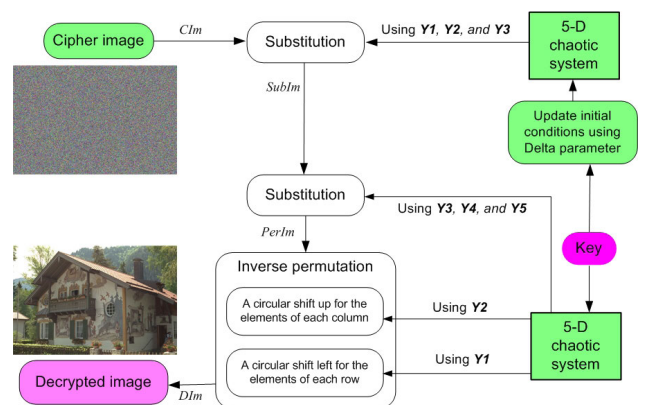 Cipher image
CIm
Substitution
Using Y1, Y2, and Y3
5-D
chaotic
system
SubIm
Update initial
conditions using
Delta parameter
Substitution
Using Y3, Y4, and Y5
PerIm
Key
Inverse permutation
A circular shift up for the
elements of each column
Using Y2
5-D
chaotic
system
A circular shift left for the
elements of each row
Using Y1
Decrypted image
DIm